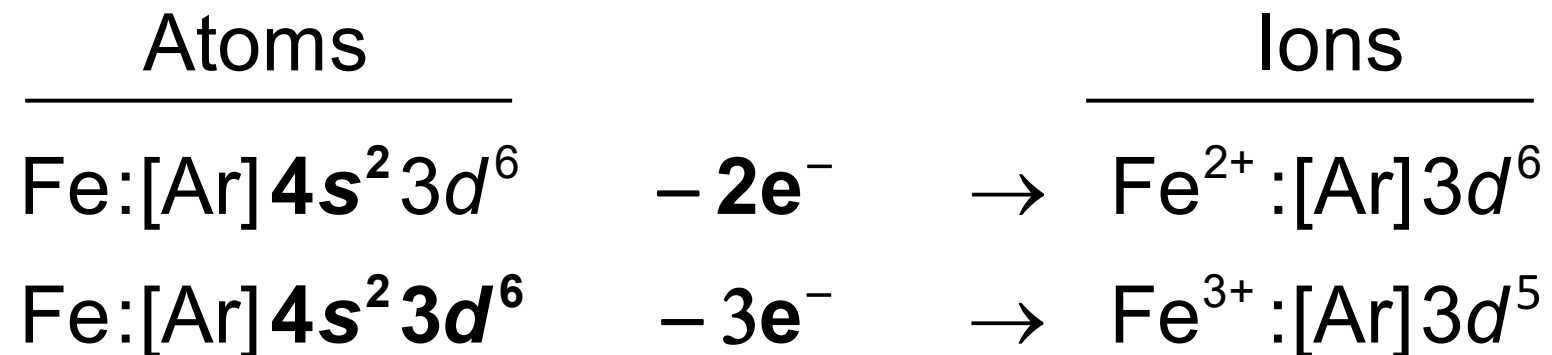 Atoms Ions
Fe:[Ar]4s²3d⁶ −2e⁻ → Fe²⁺:[Ar]3d⁶
Fe:[Ar]4s²3d⁶ −3e⁻ → Fe³⁺:[Ar]3d⁵